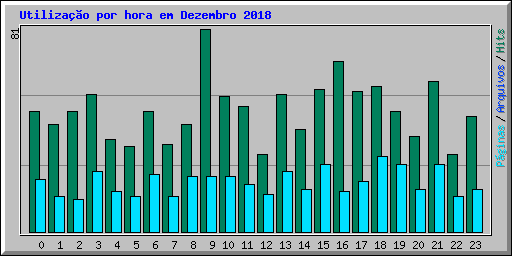 Utilização por hora em Dezembro 2018
81
0 1 2 3 4 5 6 7 8 9 10 11 12 13 14 15 16 17 18 19 20 21 22 23
Páginas / Arquivos / Hits